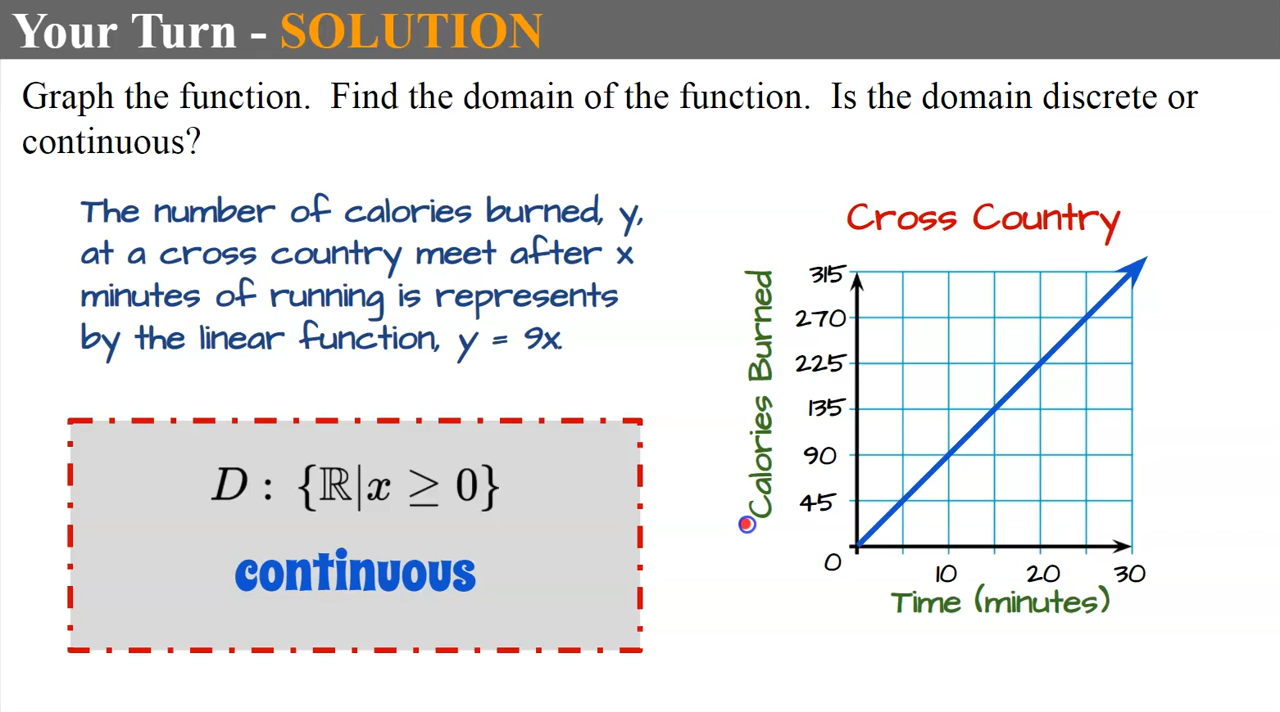 Your Turn - SOLUTION
Graph the function. Find the domain of the function. Is the domain discrete or
continuous?
The number of calories burned, y,
at a cross country meet after x
minutes of running is represents
by the linear function, y = 9x.
D : {ℝ|x ≥ 0}
continuous
Cross Country
Calories Burned
315
270
225
135
90
45
0
10 20 30
Time (minutes)